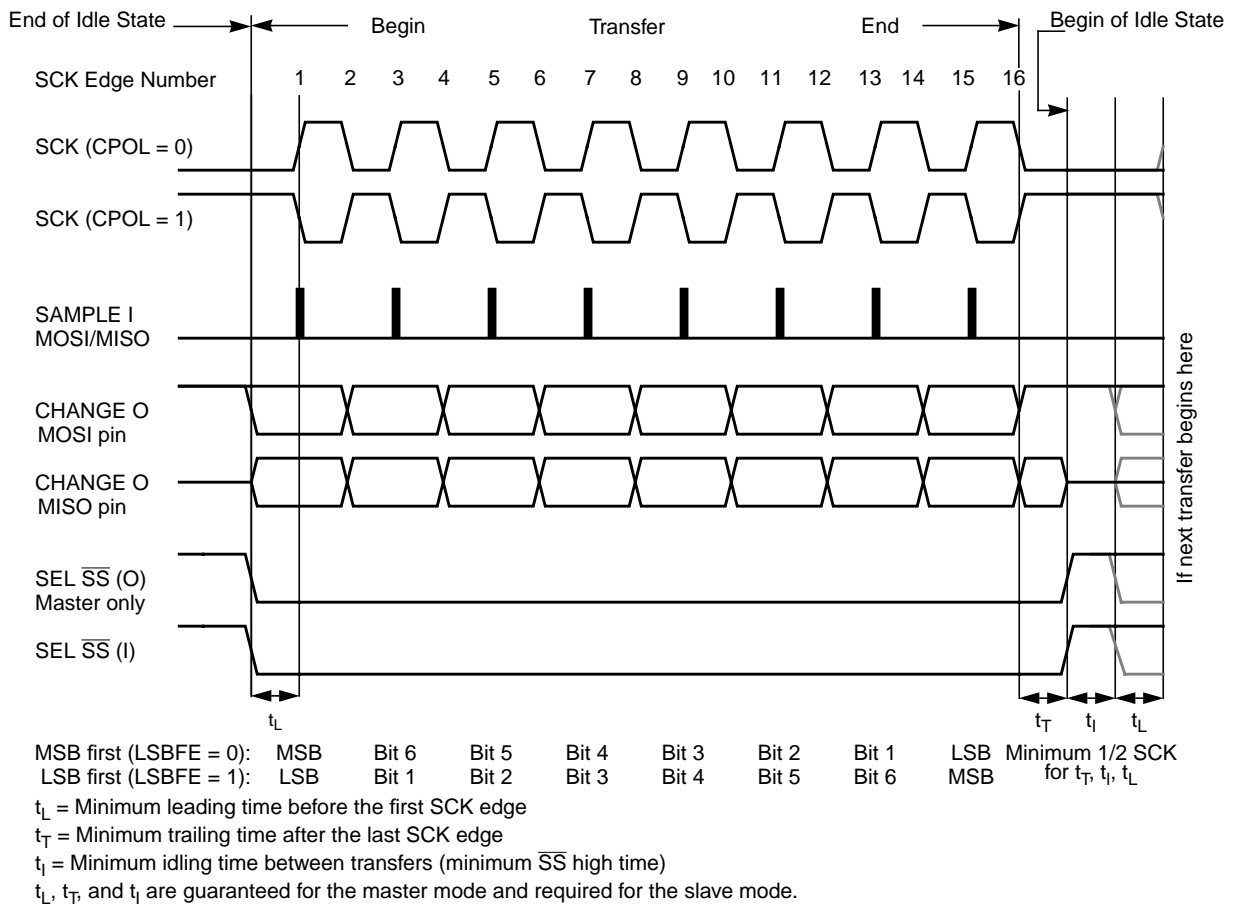 End of Idle State
Begin
Transfer
End
Begin of Idle State
SCK Edge Number
1 2 3 4 5 6 7 8 9 10 11 12 13 14 15 16
SCK (CPOL = 0)
SCK (CPOL = 1)
SAMPLE I
MOSI/MISO
CHANGE O
MOSI pin
CHANGE O
MISO pin
SEL S̅S̅ (O)
Master only
SEL S̅S̅ (I)
If next transfer begins here
tL
tT tI tL
MSB first (LSBFE = 0): MSB Bit 6 Bit 5 Bit 4 Bit 3 Bit 2 Bit 1 LSB Minimum 1/2 SCK
LSB first (LSBFE = 1): LSB Bit 1 Bit 2 Bit 3 Bit 4 Bit 5 Bit 6 MSB for tT, tI, tL
tL = Minimum leading time before the first SCK edge
tT = Minimum trailing time after the last SCK edge
tI = Minimum idling time between transfers (minimum S̅S̅ high time)
tL, tT, and tI are guaranteed for the master mode and required for the slave mode.